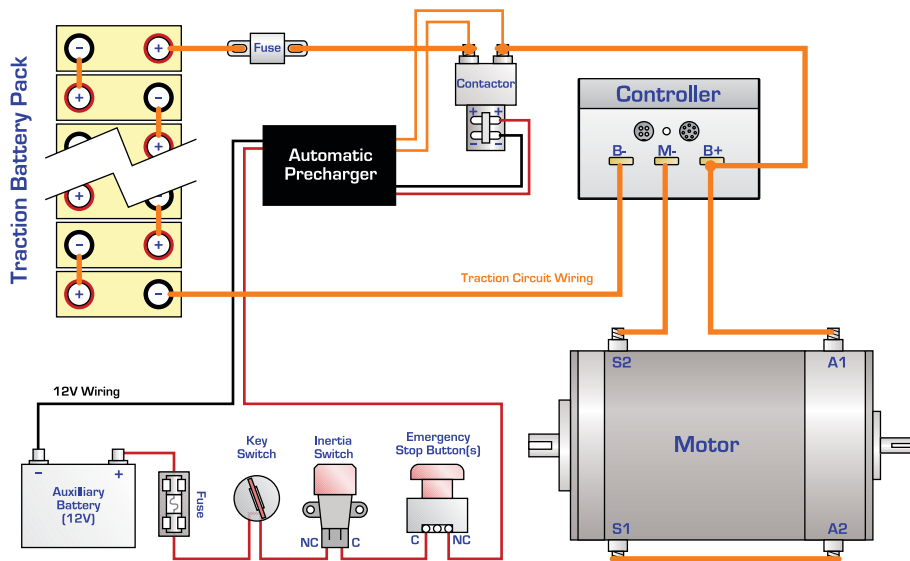 Traction Battery Pack
−
+
Fuse
+
−
−
+
−
+
+
−
−
+
+
−
Contactor
+
+
−
−
Automatic
Precharger
Controller
B-
M-
B+
Traction Circuit Wiring
12V Wiring
−
+
Auxiliary
Battery
(12V)
Fuse
Key
Switch
Inertia
Switch
NC
C
Emergency
Stop Button(s)
C
NC
S2
A1
Motor
S1
A2